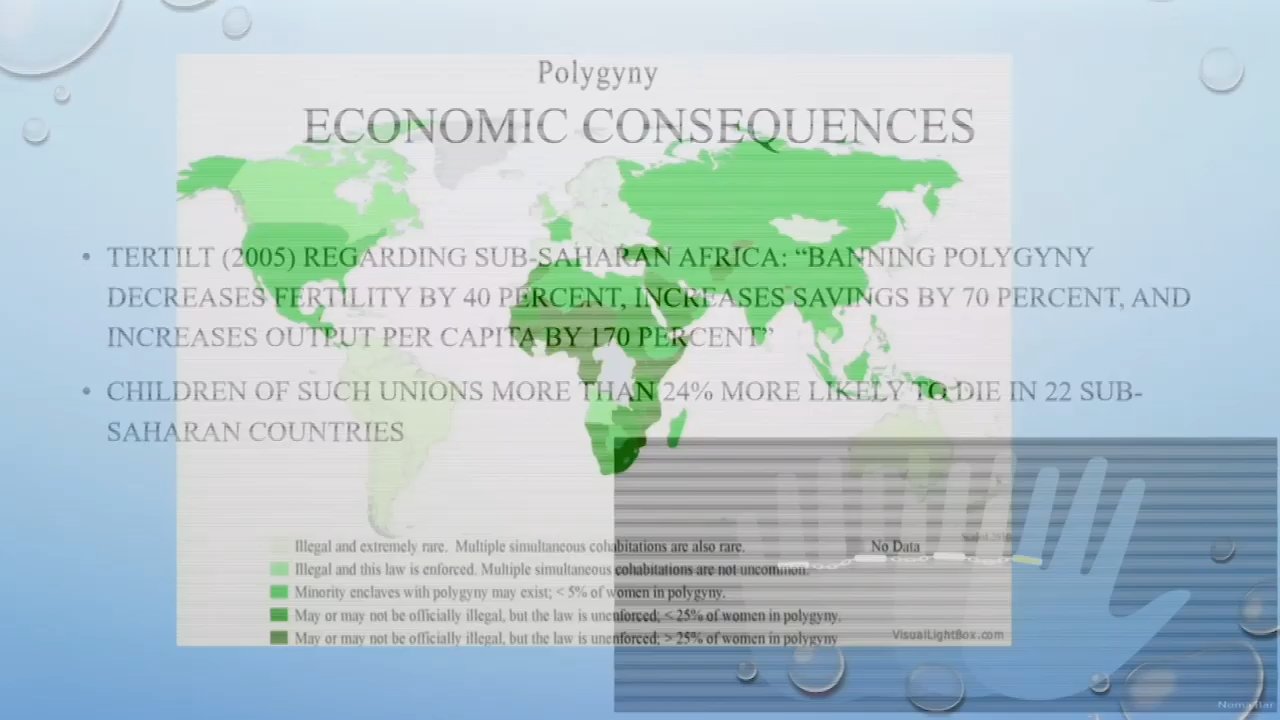 Polygyny
ECONOMIC CONSEQUENCES
• TERTILT (2005) REGARDING SUB-SAHARAN AFRICA: “BANNING POLYGYNY
DECREASES FERTILITY BY 40 PERCENT, INCREASES SAVINGS BY 70 PERCENT, AND
INCREASES OUTPUT PER CAPITA BY 170 PERCENT”
• CHILDREN OF SUCH UNIONS MORE THAN 24% MORE LIKELY TO DIE IN 22 SUB-
SAHARAN COUNTRIES
Illegal and extremely rare. Multiple simultaneous cohabitations are also rare. No Data
Illegal and this law is enforced. Multiple simultaneous cohabitations are not uncommon.
Minority enclaves with polygyny may exist; < 5% of women in polygyny.
May or may not be officially illegal, but the law is unenforced; < 25% of women in polygyny.
May or may not be officially illegal, but the law is unenforced; > 25% of women in polygyny
VisualLightBox.com